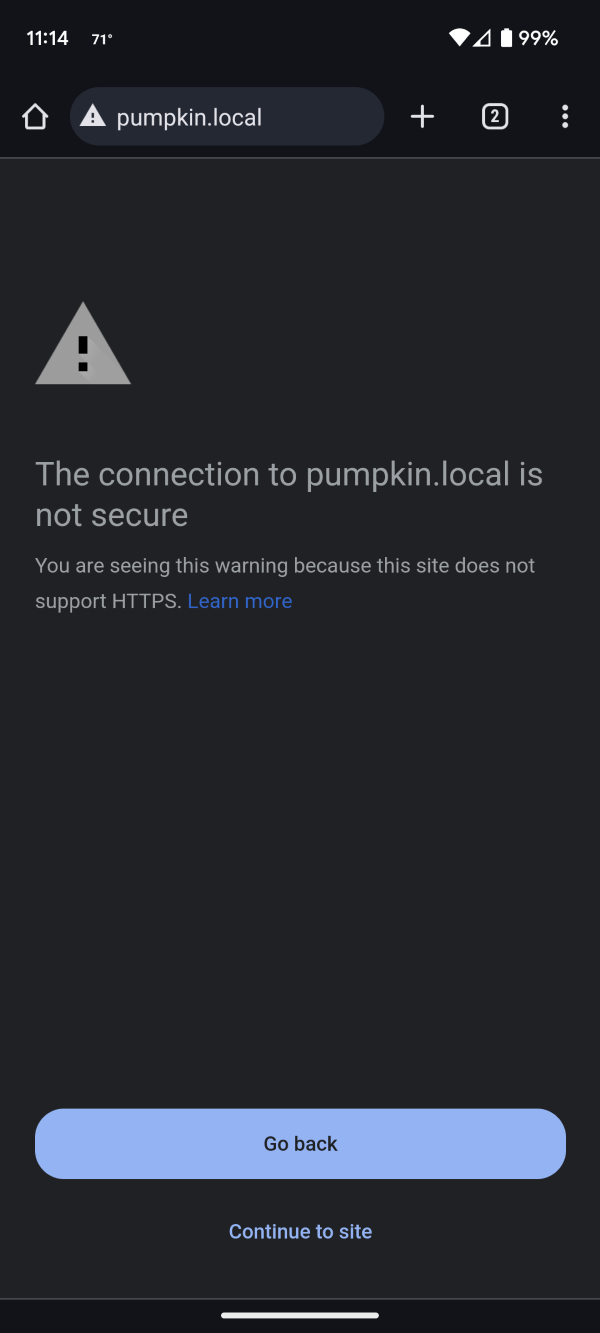 11:14 71° 99%
pumpkin.local 2
The connection to pumpkin.local is
not secure
You are seeing this warning because this site does not
support HTTPS. Learn more
Go back
Continue to site